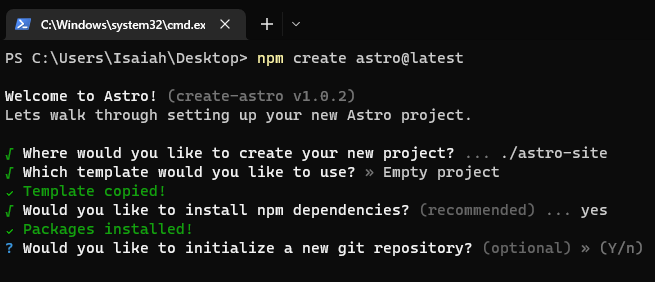 C:\Windows\system32\cmd.ex
PS C:\Users\Isaiah\Desktop> npm create astro@latest
Welcome to Astro! (create-astro v1.0.2)
Lets walk through setting up your new Astro project.
√ Where would you like to create your new project? ... ./astro-site
√ Which template would you like to use? » Empty project
✓ Template copied!
√ Would you like to install npm dependencies? (recommended) ... yes
✓ Packages installed!
? Would you like to initialize a new git repository? (optional) » (Y/n)